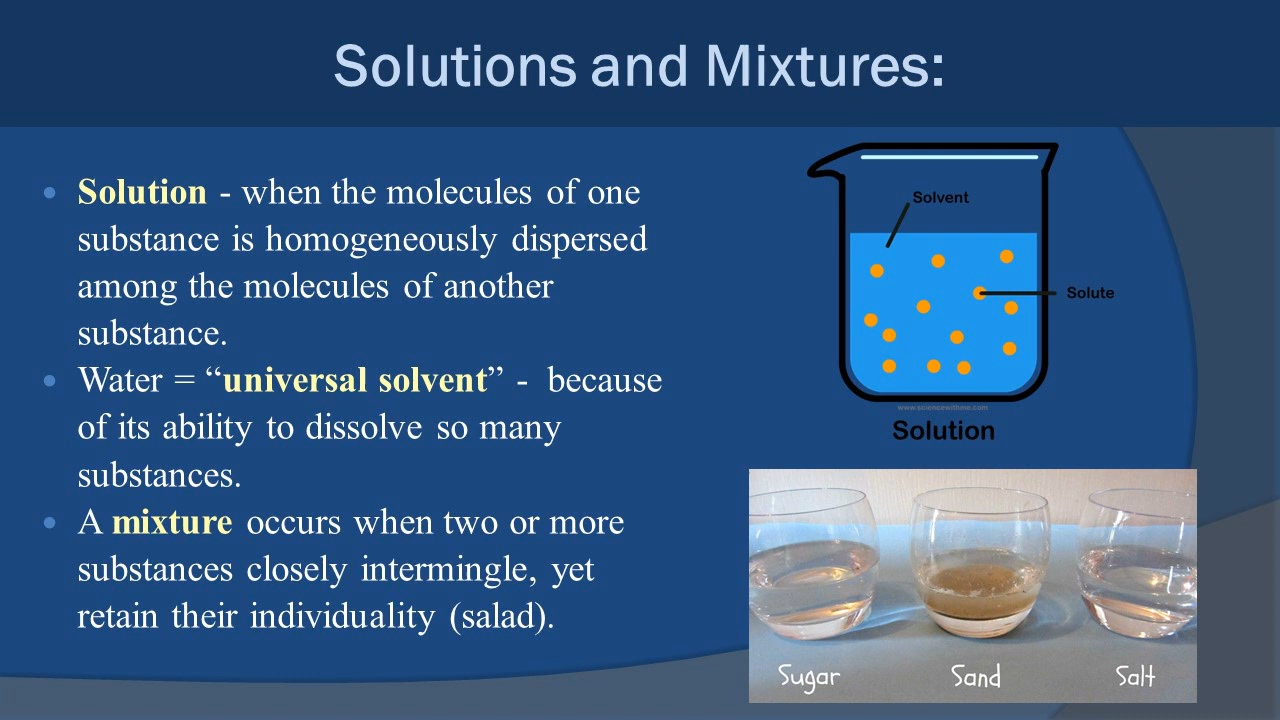 Solutions and Mixtures:
• Solution - when the molecules of one
substance is homogeneously dispersed
among the molecules of another
substance.
• Water = “universal solvent” - because
of its ability to dissolve so many
substances.
• A mixture occurs when two or more
substances closely intermingle, yet
retain their individuality (salad).
Solvent
Solute
www.sciencewithme.com
Solution
Sugar Sand Salt